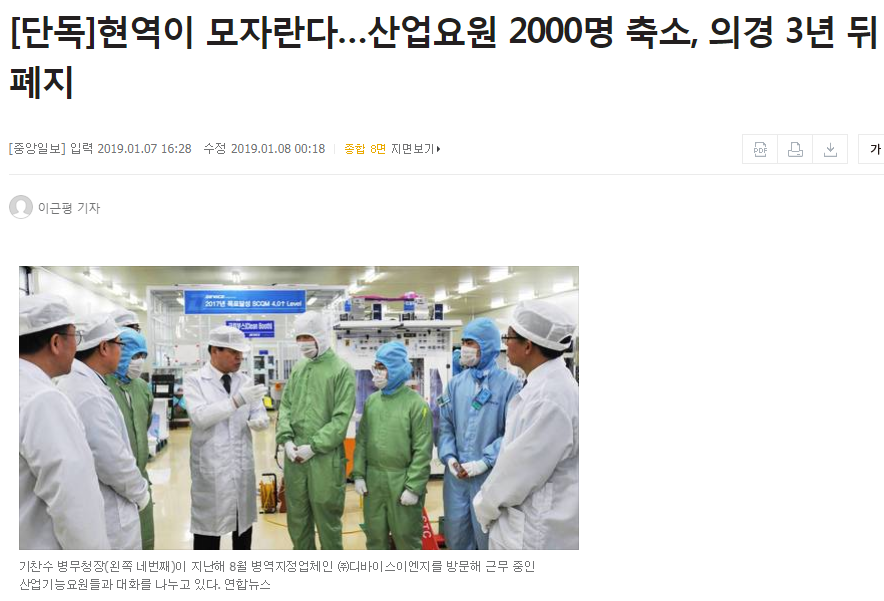 [단독]현역이 모자란다…산업요원 2000명 축소, 의경 3년 뒤
폐지
[중앙일보] 입력 2019.01.07 16:28 수정 2019.01.08 00:18 종합 8면 지면보기
PDF
가
이근평 기자
2017년 목표달성 SCQM 4.0↑ Level
기찬수 병무청장(왼쪽 네번째)이 지난해 8월 병역지정업체인 ㈜디바이스이엔지를 방문해 근무 중인
산업기능요원들과 대화를 나누고 있다. 연합뉴스